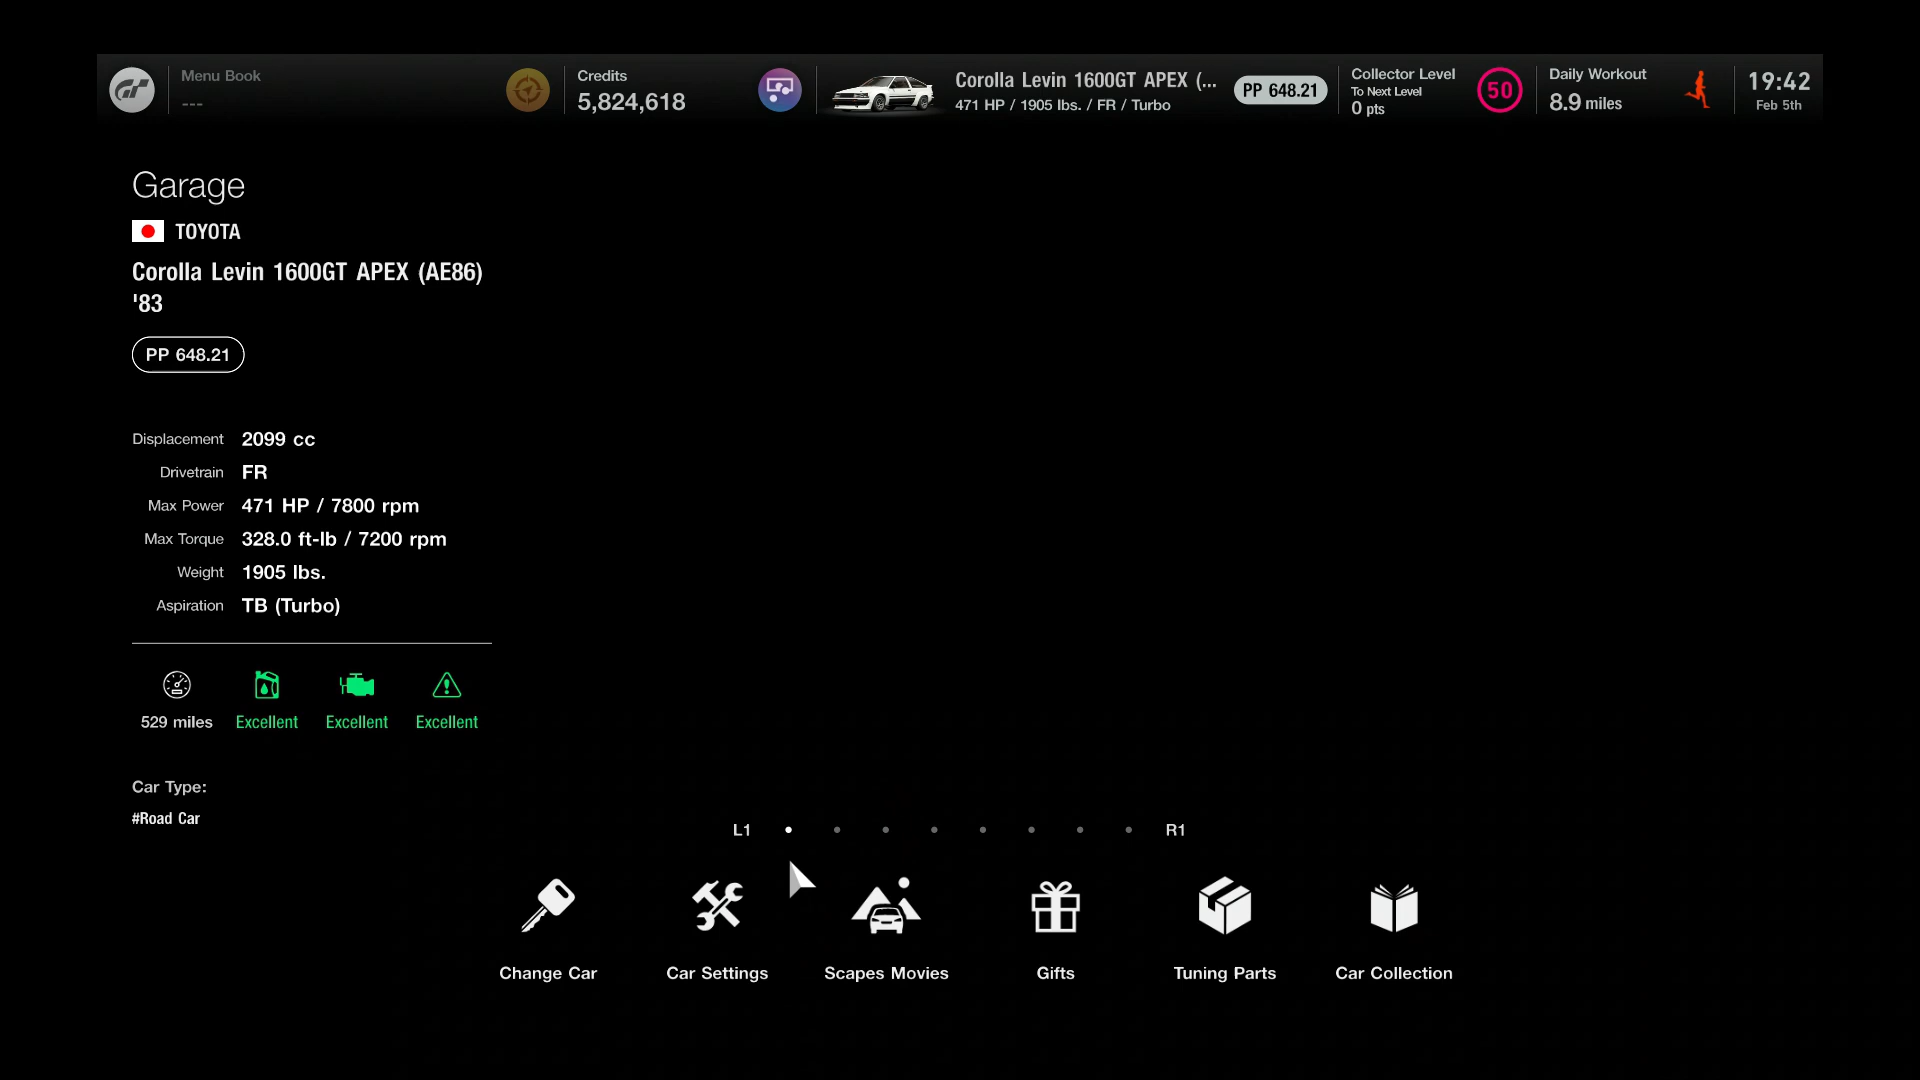 Menu Book
---
Credits
5,824,618
Corolla Levin 1600GT APEX (...
471 HP / 1905 lbs. / FR / Turbo
PP 648.21
Collector Level
To Next Level
0 pts
50
Daily Workout
8.9 miles
19:42
Feb 5th
Garage
TOYOTA
Corolla Levin 1600GT APEX (AE86)
'83
PP 648.21
Displacement 2099 cc
Drivetrain FR
Max Power 471 HP / 7800 rpm
Max Torque 328.0 ft-lb / 7200 rpm
Weight 1905 lbs.
Aspiration TB (Turbo)
529 miles Excellent Excellent Excellent
Car Type:
#Road Car
L1 R1
Change Car Car Settings Scapes Movies Gifts Tuning Parts Car Collection